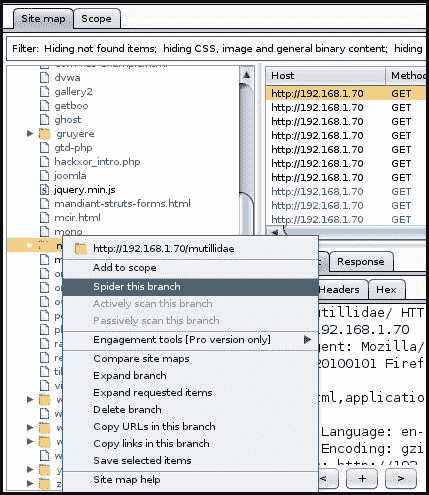 Site map Scope
Filter: Hiding not found items; hiding CSS, image and general binary content; hiding
dvwa
gallery2
getboo
ghost
gruyere
gtd-php
hackxor_intro.php
joomla
jquery.min.js
mandiant-struts-forms.html
mcir.html
mono
Host Method
http://192.168.1.70 GET
http://192.168.1.70 GET
http://192.168.1.70 GET
http://192.168.1.70 GET
http://192.168.1.70 GET
http://192.168.1.70 GET
http://192.168.1.70 GET
http://192.168.1.70 GET
http://192.168.1.70 GET
http://192.168.1.70 GET
http://192.168.1.70/mutillidae
Add to scope
Spider this branch
Actively scan this branch
Passively scan this branch
Engagement tools [Pro version only]
Compare site maps
Expand branch
Expand requested items
Delete branch
Copy URLs in this branch
Copy links in this branch
Save selected items
Site map help
Response
Headers Hex
utillidae/ HTT
92.168.1.70
gent: Mozilla/
20100101 Firef
ml,applicatio
Language: en-
Encoding: gzi
< + >